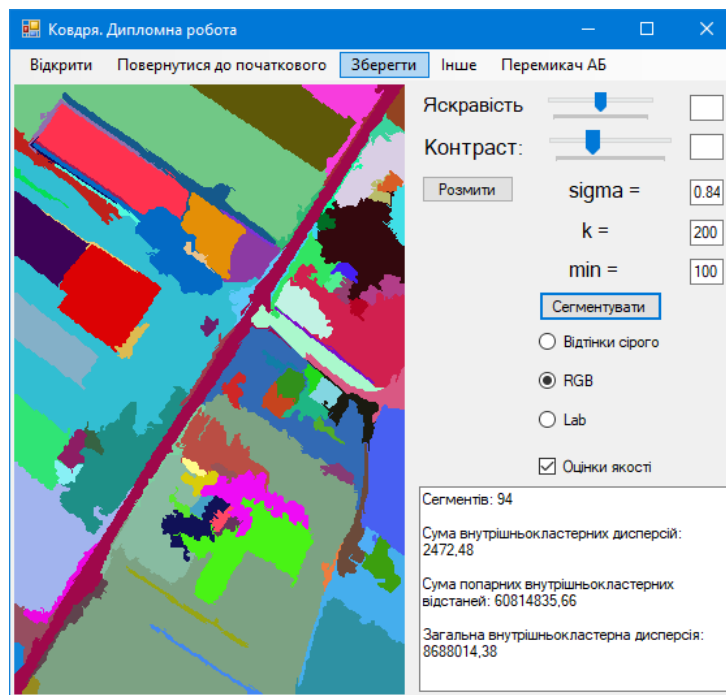 Ковдря. Дипломна робота
Відкрити Повернутися до початкового Зберегти Інше Перемикач АБ
Яскравість
Контраст:
Розмити sigma = 0.84
k = 200
min = 100
Сегментувати
Відтінки сірого
RGB
Lab
Оцінки якості
Сегментів: 94
Сума внутрішньокластерних дисперсій:
2472,48
Сума попарних внутрішньокластерних
відстаней: 60814835,66
Загальна внутрішньокластерна дисперсія:
8688014,38